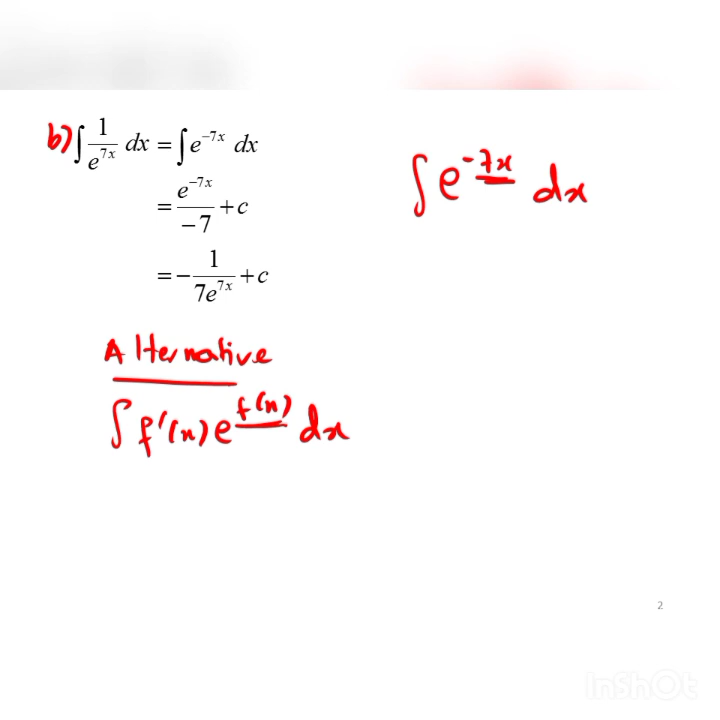 b) ∫ 1/e^{7x} dx = ∫ e^{-7x} dx
= e^{-7x}/-7 + c
= - 1/7e^{7x} + c
∫ e^{-7x} dx
Alternative
∫ f'(x) e^{f(x)} dx
2
InShOt